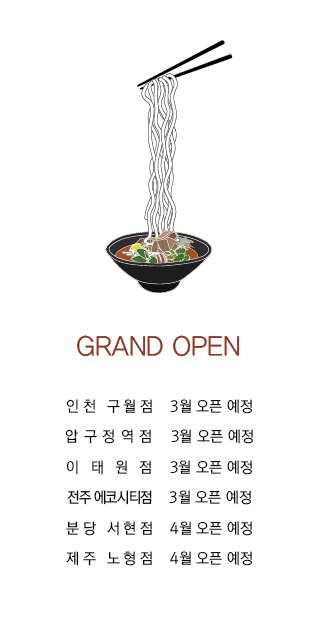 GRAND OPEN
인천 구월점 3월 오픈 예정
압구정역점 3월 오픈 예정
이태원점 3월 오픈 예정
전주 에코시티점 3월 오픈 예정
분당 서현점 4월 오픈 예정
제주 노형점 4월 오픈 예정